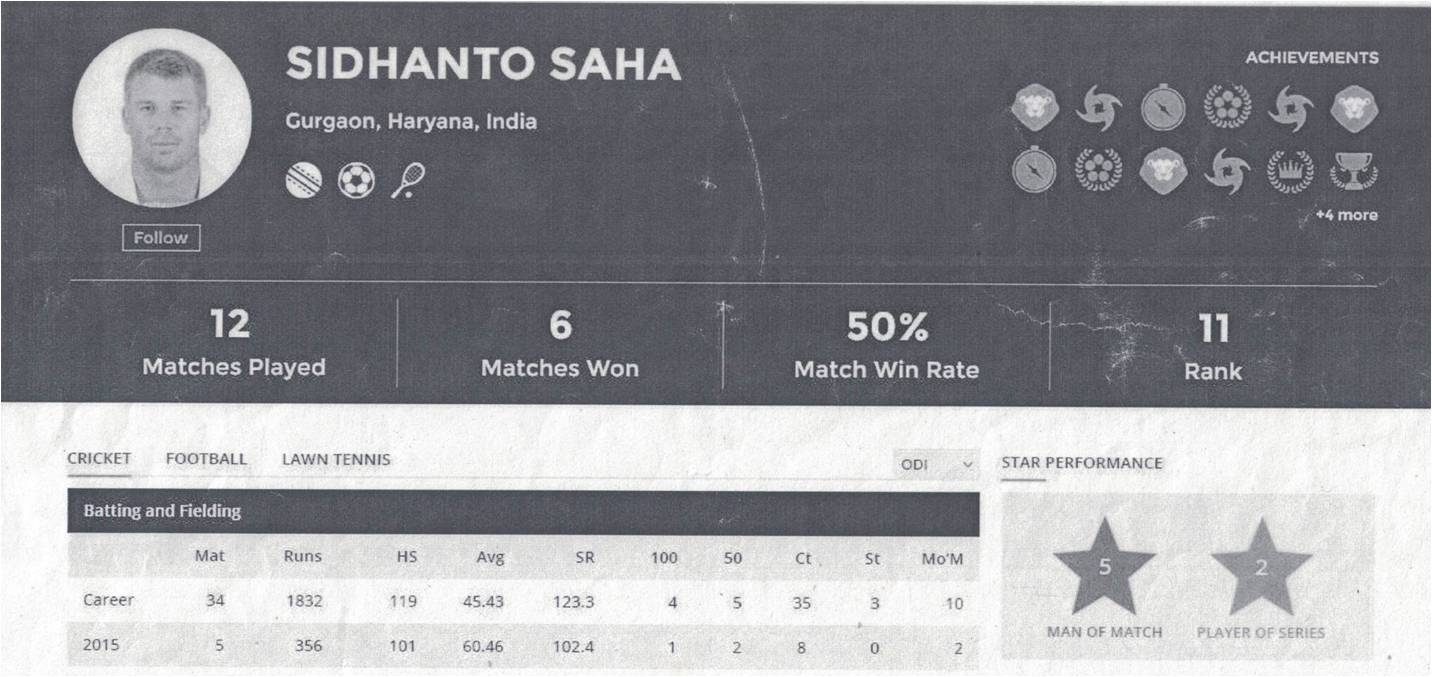 SIDHANTO SAHA
Gurgaon, Haryana, India
Follow
ACHIEVEMENTS
+4 more
12
Matches Played
6
Matches Won
50%
Match Win Rate
11
Rank
CRICKET FOOTBALL LAWN TENNIS ODI
Batting and Fielding
Mat Runs HS Avg SR 100 50 Ct St Mo'M
Career 34 1832 119 45.43 123.3 4 5 35 3 10
2015 5 356 101 60.46 102.4 1 2 8 0 2
STAR PERFORMANCE
5
MAN OF MATCH
2
PLAYER OF SERIES